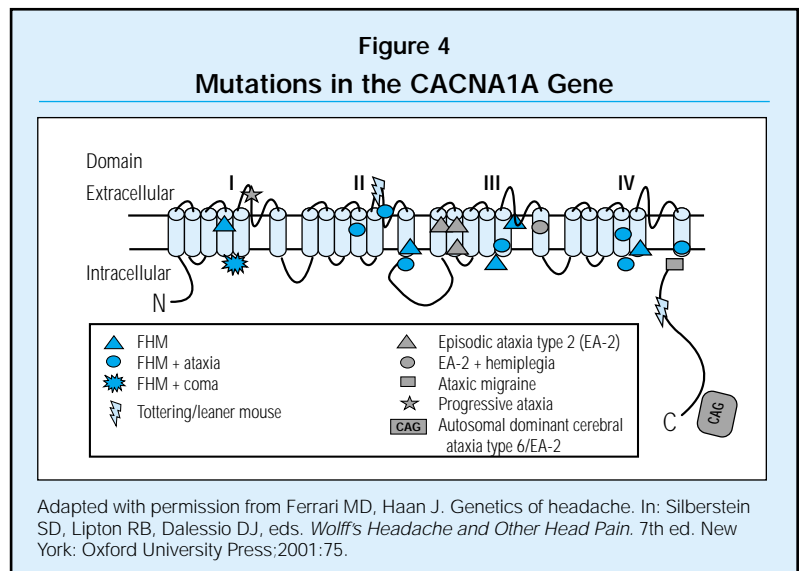 Figure 4
Mutations in the CACNA1A Gene
Domain
I II III IV
Extracellular
Intracellular
N
C
CAG
FHM
FHM + ataxia
FHM + coma
Tottering/leaner mouse
Episodic ataxia type 2 (EA-2)
EA-2 + hemiplegia
Ataxic migraine
Progressive ataxia
CAG Autosomal dominant cerebral
ataxia type 6/EA-2
Adapted with permission from Ferrari MD, Haan J. Genetics of headache. In: Silberstein
SD, Lipton RB, Dalessio DJ, eds. Wolff's Headache and Other Head Pain. 7th ed. New
York: Oxford University Press;2001:75.